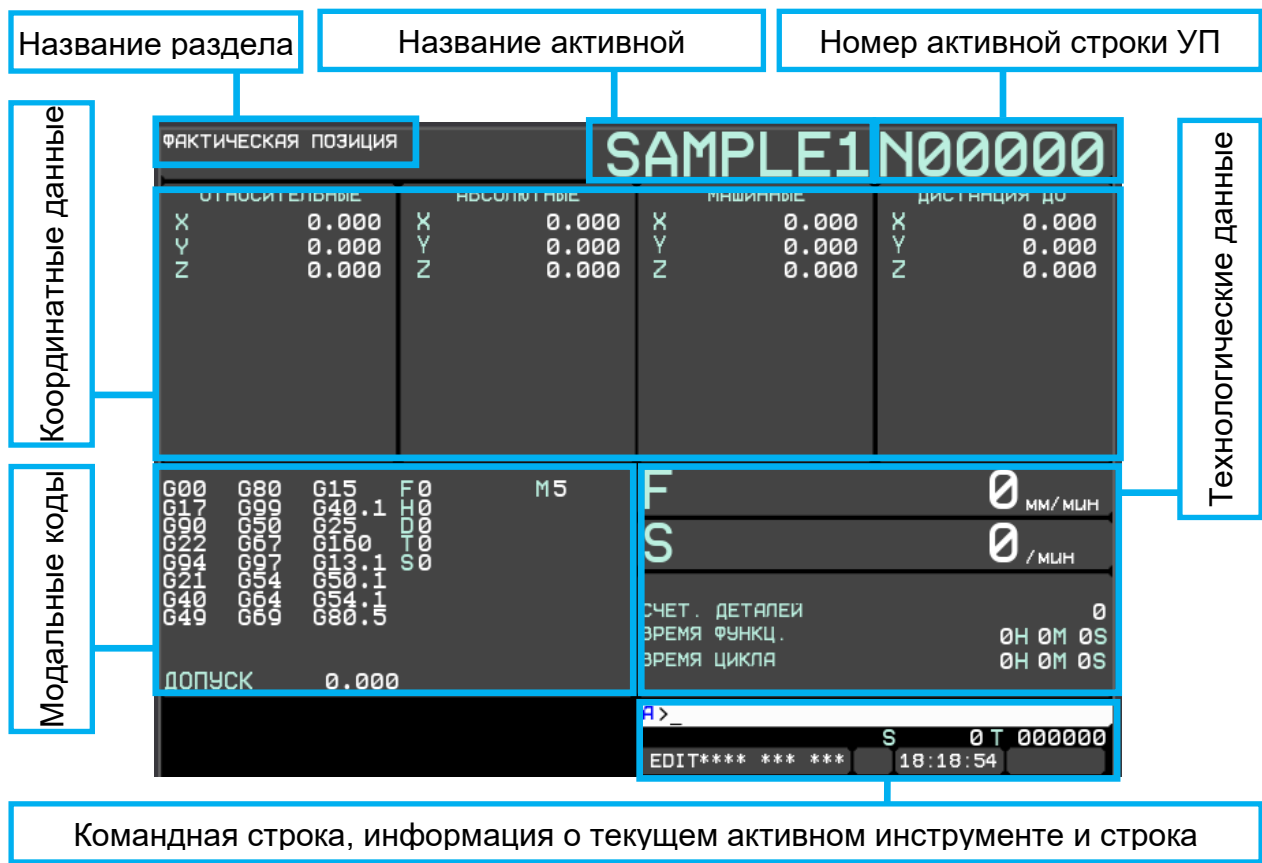 Название раздела
Название активной
Номер активной строки УП
Координатные данные
Технологические данные
ФАКТИЧЕСКАЯ ПОЗИЦИЯ
SAMPLE1 N00000
ОТНОСИТЕЛЬНЫЕ АБСОЛЮТНЫЕ МАШИННЫЕ ДИСТАНЦИЯ ДО
X 0.000 X 0.000 X 0.000 X 0.000
Y 0.000 Y 0.000 Y 0.000 Y 0.000
Z 0.000 Z 0.000 Z 0.000 Z 0.000
Модальные коды
G00 G80 G15 F0 M5
G17 G99 G40.1 H0
G90 G50 G25 D0
G22 G67 G160 T0
G94 G97 G13.1 S0
G21 G54 G50.1
G40 G64 G54.1
G49 G69 G80.5
ДОПУСК 0.000
F 0 ММ/МИН
S 0 /МИН
СЧЕТ. ДЕТАЛЕЙ 0
ВРЕМЯ ФУНКЦ. 0H 0M 0S
ВРЕМЯ ЦИКЛА 0H 0M 0S
A>_
S 0 T 000000
EDIT**** *** *** 18:18:54
Командная строка, информация о текущем активном инструменте и строка